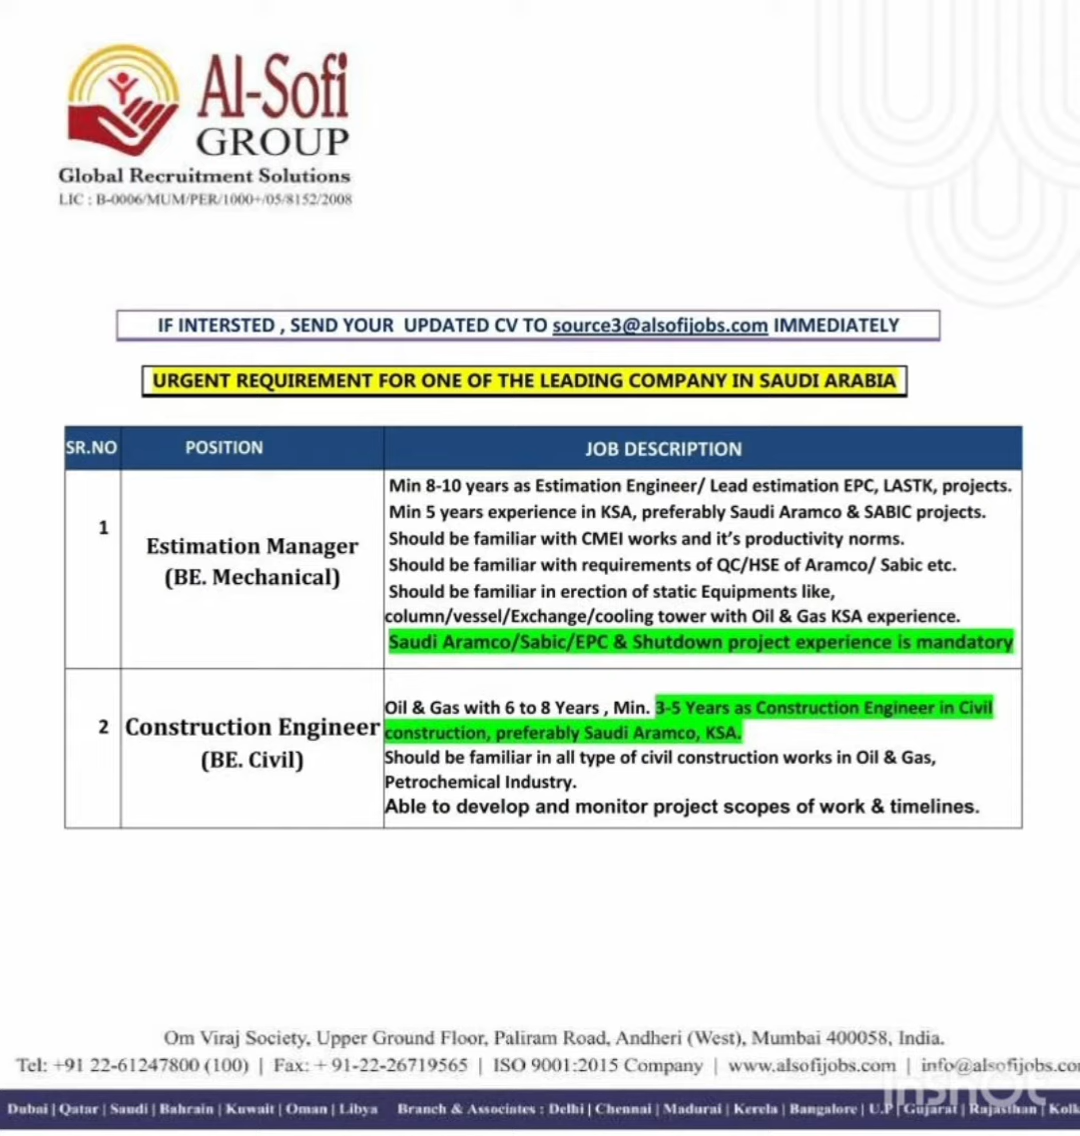 Al-Sofi
GROUP
Global Recruitment Solutions
LIC : B-0006/MUM/PER/1000+/05/8152/2008
IF INTERSTED , SEND YOUR UPDATED CV TO source3@alsofijobs.com IMMEDIATELY
URGENT REQUIREMENT FOR ONE OF THE LEADING COMPANY IN SAUDI ARABIA
SR.NO POSITION JOB DESCRIPTION
1
Estimation Manager
(BE. Mechanical)
Min 8-10 years as Estimation Engineer/ Lead estimation EPC, LASTK, projects.
Min 5 years experience in KSA, preferably Saudi Aramco & SABIC projects.
Should be familiar with CMEI works and it's productivity norms.
Should be familiar with requirements of QC/HSE of Aramco/ Sabic etc.
Should be familiar in erection of static Equipments like,
column/vessel/Exchange/cooling tower with Oil & Gas KSA experience.
Saudi Aramco/Sabic/EPC & Shutdown project experience is mandatory
2
Construction Engineer
(BE. Civil)
Oil & Gas with 6 to 8 Years , Min. 3-5 Years as Construction Engineer in Civil
construction, preferably Saudi Aramco, KSA.
Should be familiar in all type of civil construction works in Oil & Gas,
Petrochemical Industry.
Able to develop and monitor project scopes of work & timelines.
Om Viraj Society, Upper Ground Floor, Paliram Road, Andheri (West), Mumbai 400058, India.
Tel: +91 22-61247800 (100) | Fax: + 91-22-26719565 | ISO 9001:2015 Company | www.alsofijobs.com | info@alsofijobs.co
InShot
Dubai | Qatar | Saudi | Bahrain | Kuwait | Oman | Libya Branch & Associates : Delhi | Chennai | Madurai | Kerela | Bangalore | U.P | Gujarat | Rajasthan | Kolk